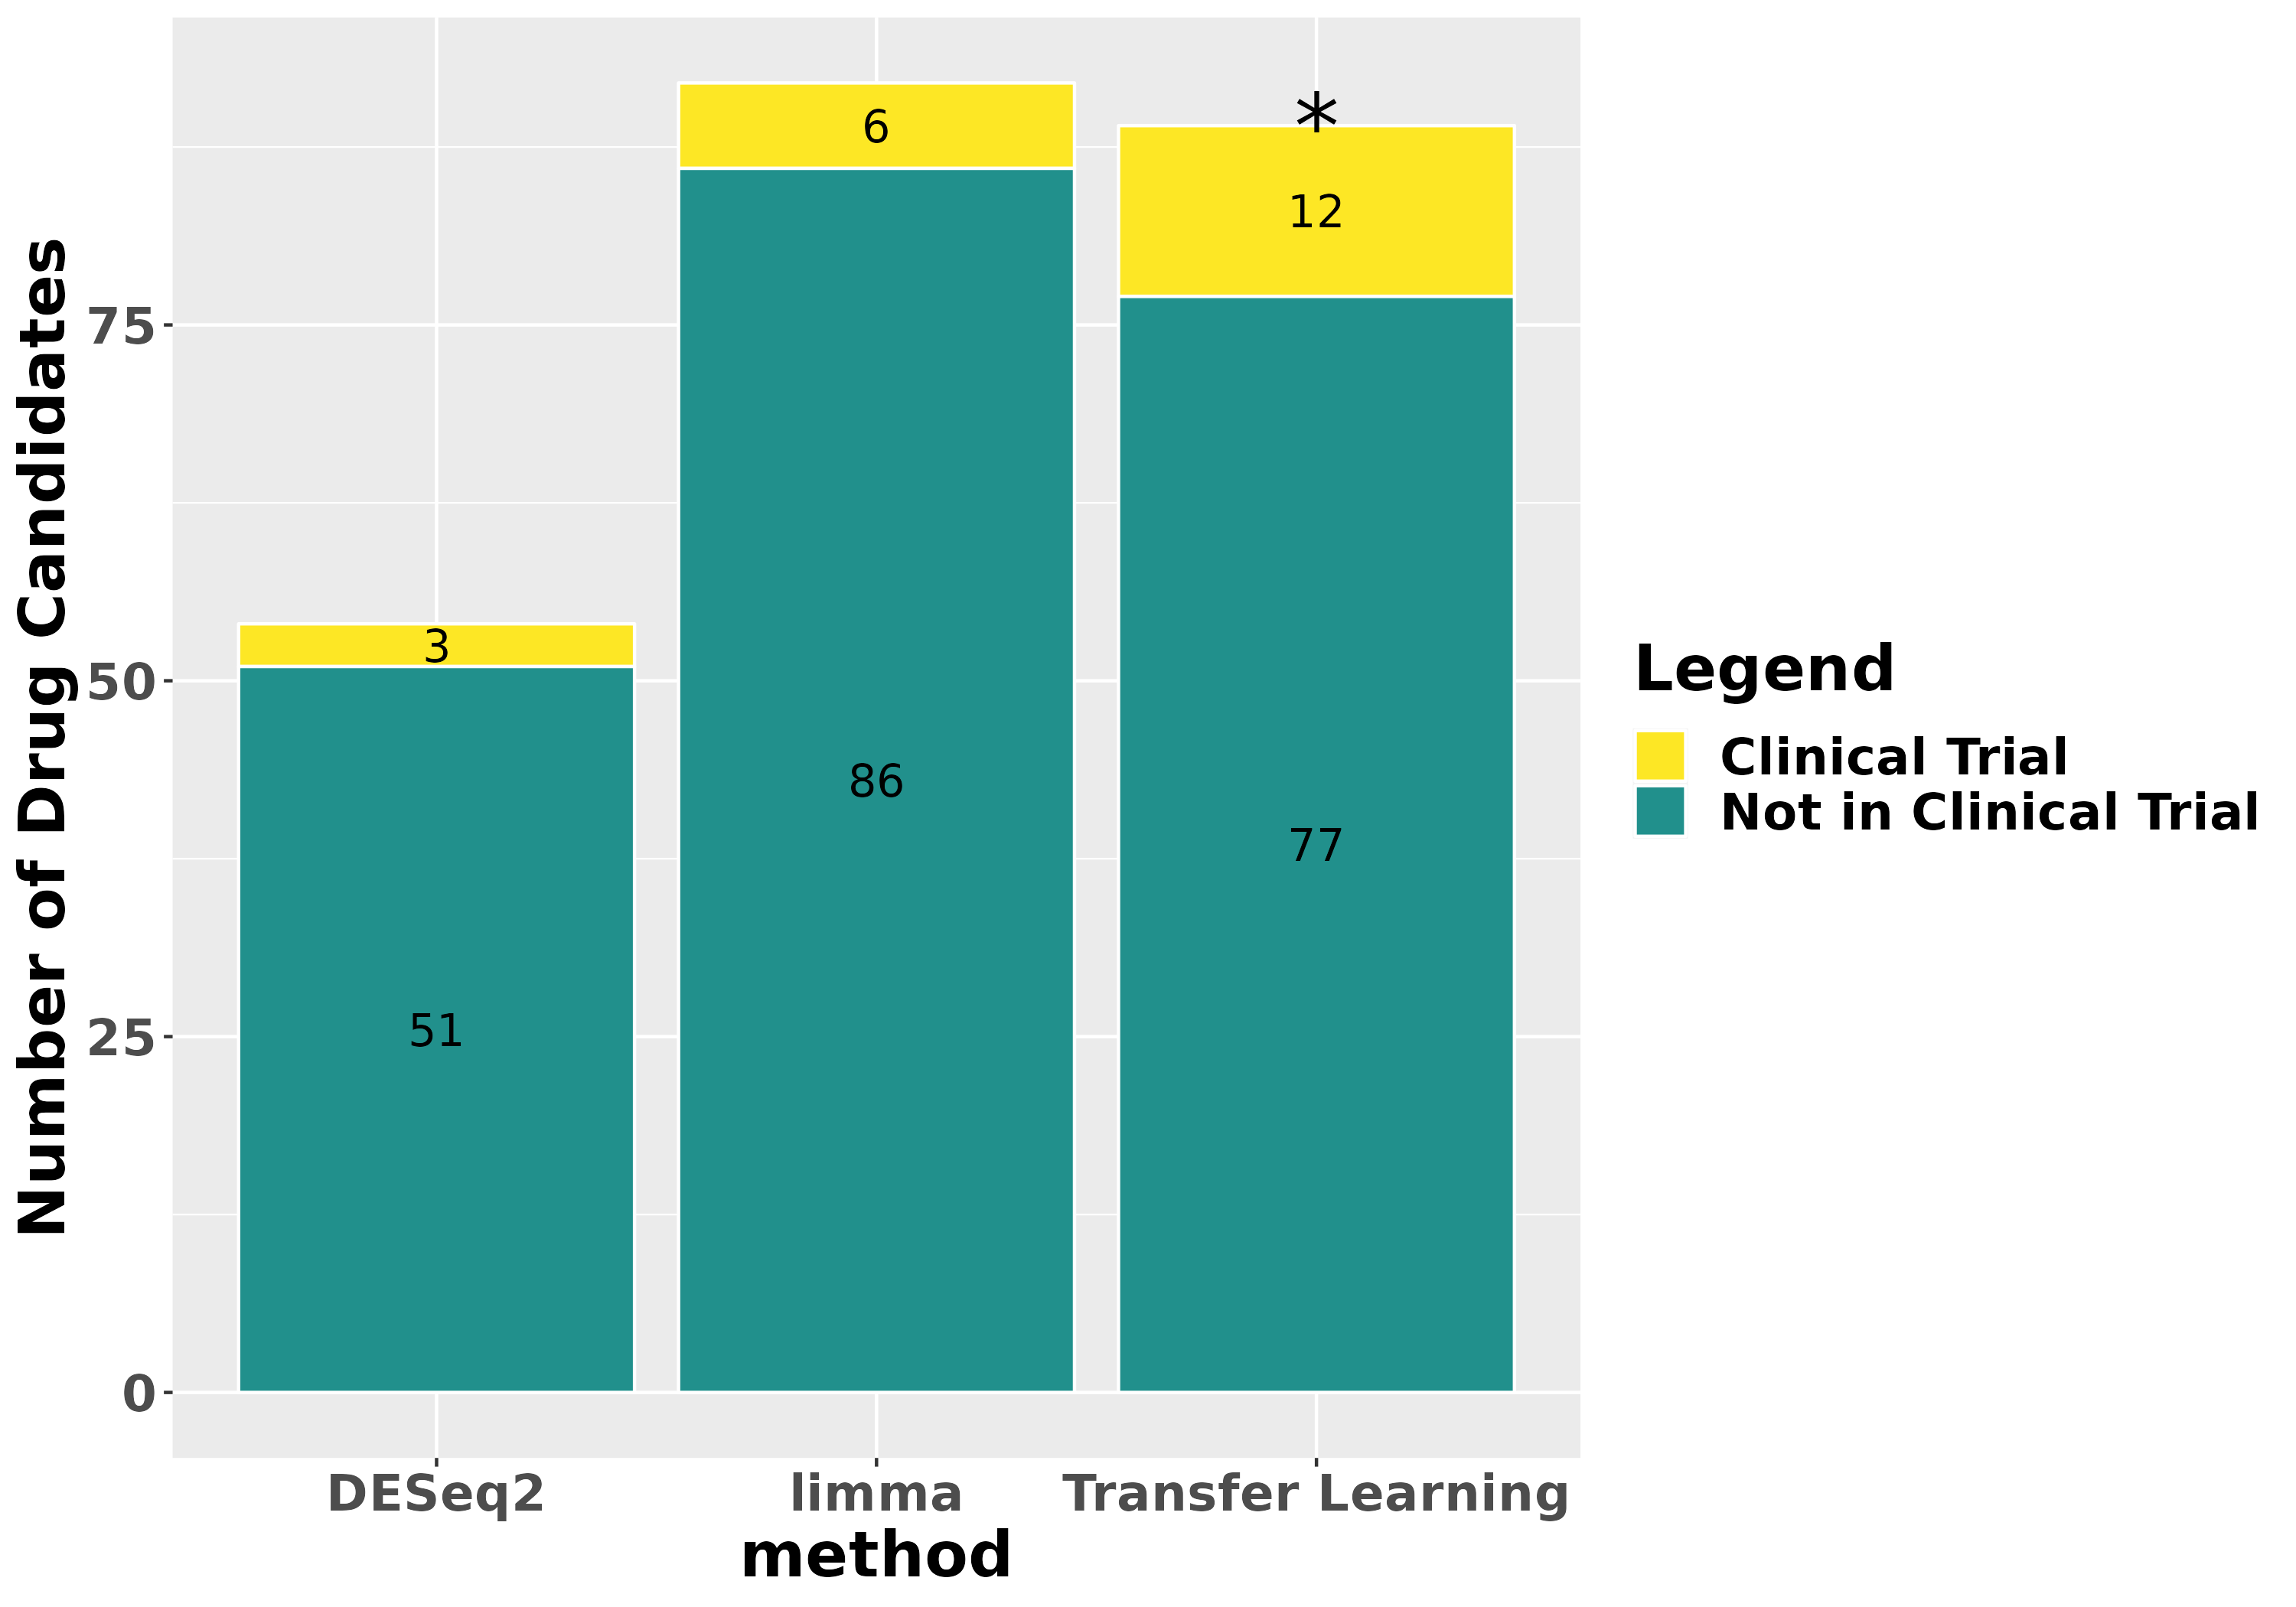 Number of Drug Candidates
75
50
25
0
6
*
12
3
86
77
51
DESeq2 limma Transfer Learning
method
Legend
Clinical Trial
Not in Clinical Trial